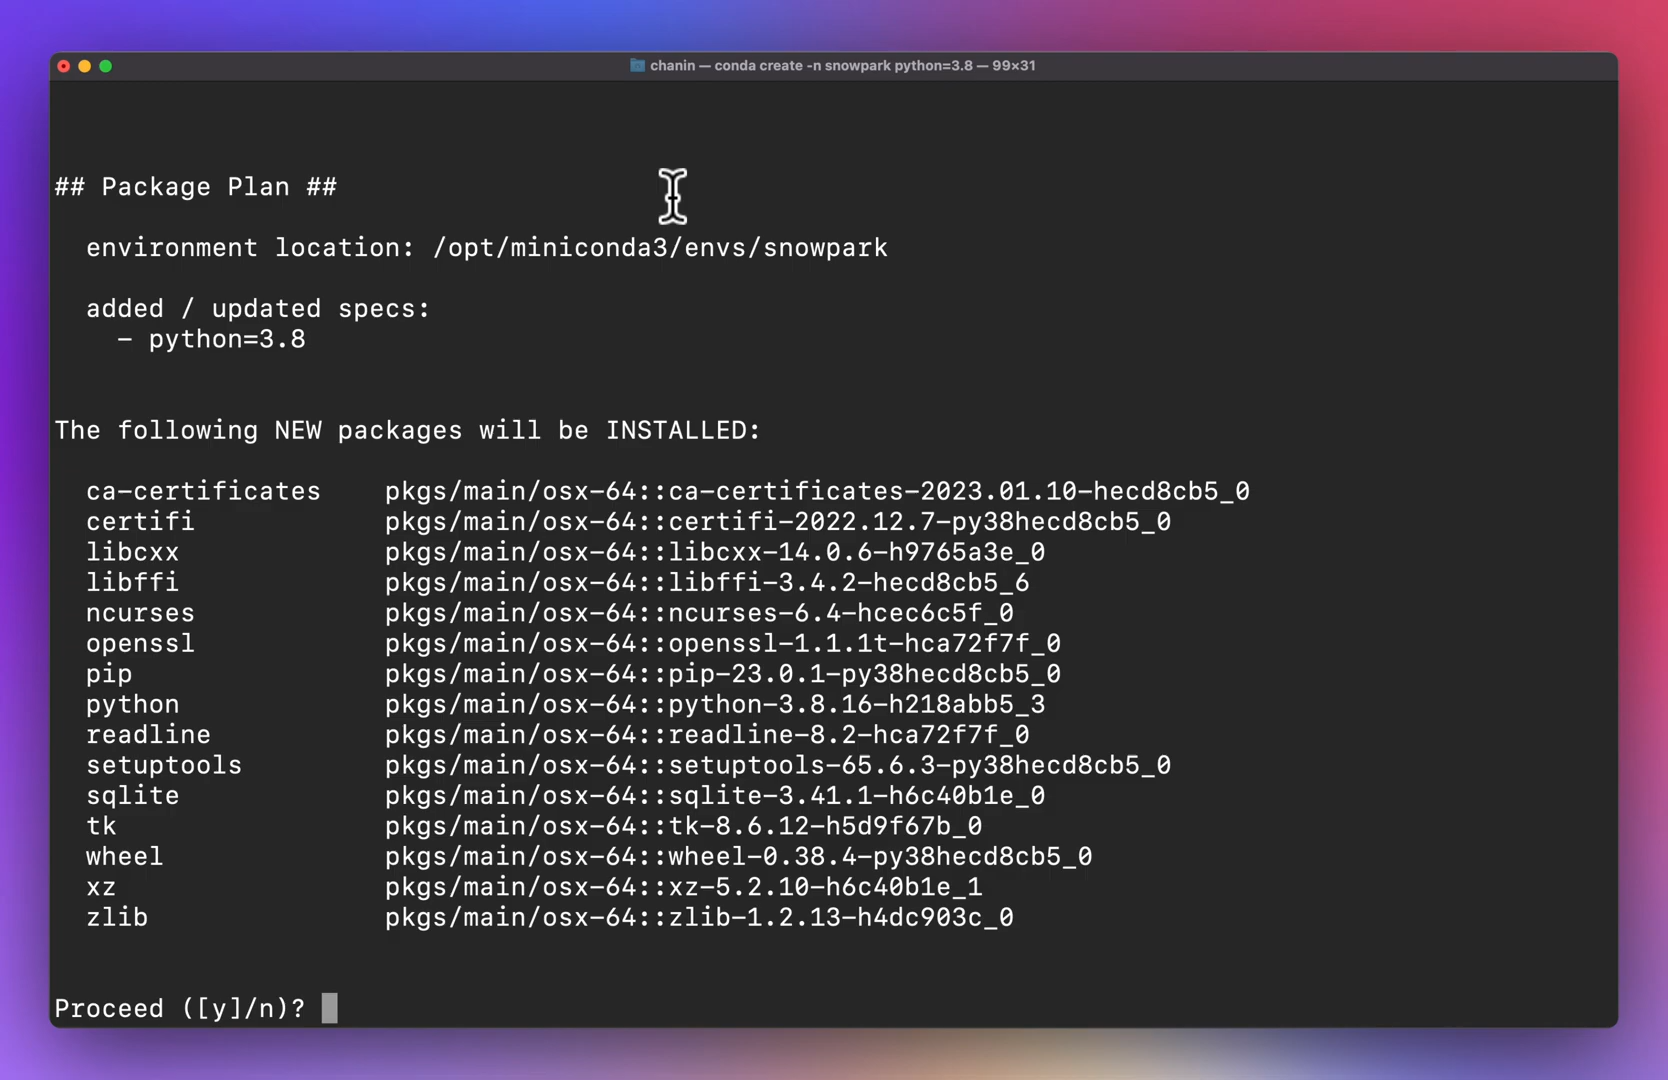 chanin — conda create -n snowpark python=3.8 — 99×31
## Package Plan ##
environment location: /opt/miniconda3/envs/snowpark
added / updated specs:
- python=3.8
The following NEW packages will be INSTALLED:
ca-certificates pkgs/main/osx-64::ca-certificates-2023.01.10-hecd8cb5_0
certifi pkgs/main/osx-64::certifi-2022.12.7-py38hecd8cb5_0
libcxx pkgs/main/osx-64::libcxx-14.0.6-h9765a3e_0
libffi pkgs/main/osx-64::libffi-3.4.2-hecd8cb5_6
ncurses pkgs/main/osx-64::ncurses-6.4-hcec6c5f_0
openssl pkgs/main/osx-64::openssl-1.1.1t-hca72f7f_0
pip pkgs/main/osx-64::pip-23.0.1-py38hecd8cb5_0
python pkgs/main/osx-64::python-3.8.16-h218abb5_3
readline pkgs/main/osx-64::readline-8.2-hca72f7f_0
setuptools pkgs/main/osx-64::setuptools-65.6.3-py38hecd8cb5_0
sqlite pkgs/main/osx-64::sqlite-3.41.1-h6c40b1e_0
tk pkgs/main/osx-64::tk-8.6.12-h5d9f67b_0
wheel pkgs/main/osx-64::wheel-0.38.4-py38hecd8cb5_0
xz pkgs/main/osx-64::xz-5.2.10-h6c40b1e_1
zlib pkgs/main/osx-64::zlib-1.2.13-h4dc903c_0
Proceed ([y]/n)?